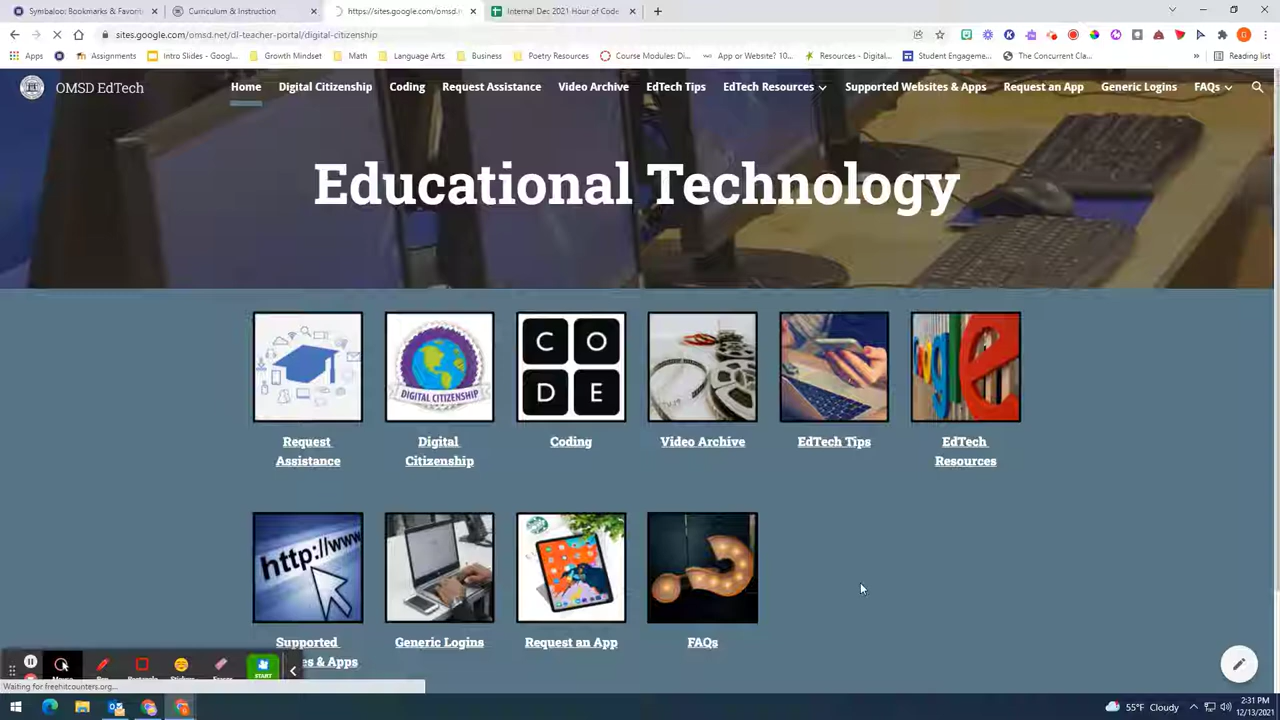 Symbaloo: Bookmarks & Favorit
Curriculum & Instruction
https://sites.google.com/omsd.n
Internal Dec 2021 Hour of Code
sites.google.com/omsd.net/dl-teacher-portal/digital-citizenship
Apps
Assignments
Intro Slides - Googl...
Growth Mindset
Math
Language Arts
Business
Poetry Resources
Course Modules: Di...
App or Website? 10...
Resources - Digital...
Student Engageme...
The Concurrent Cla...
Reading list
OMSD EdTech
Home
Digital Citizenship
Coding
Request Assistance
Video Archive
EdTech Tips
EdTech Resources
Supported Websites & Apps
Request an App
Generic Logins
FAQs
Educational Technology
DIGITAL CITIZENSHIP
C O
D E
Request
Assistance
Digital
Citizenship
Coding
Video Archive
EdTech Tips
EdTech
Resources
http://www
Supported
s & Apps
Generic Logins
Request an App
FAQs
START
Waiting for freehitcounters.org...
55°F Cloudy
2:31 PM
12/13/2021